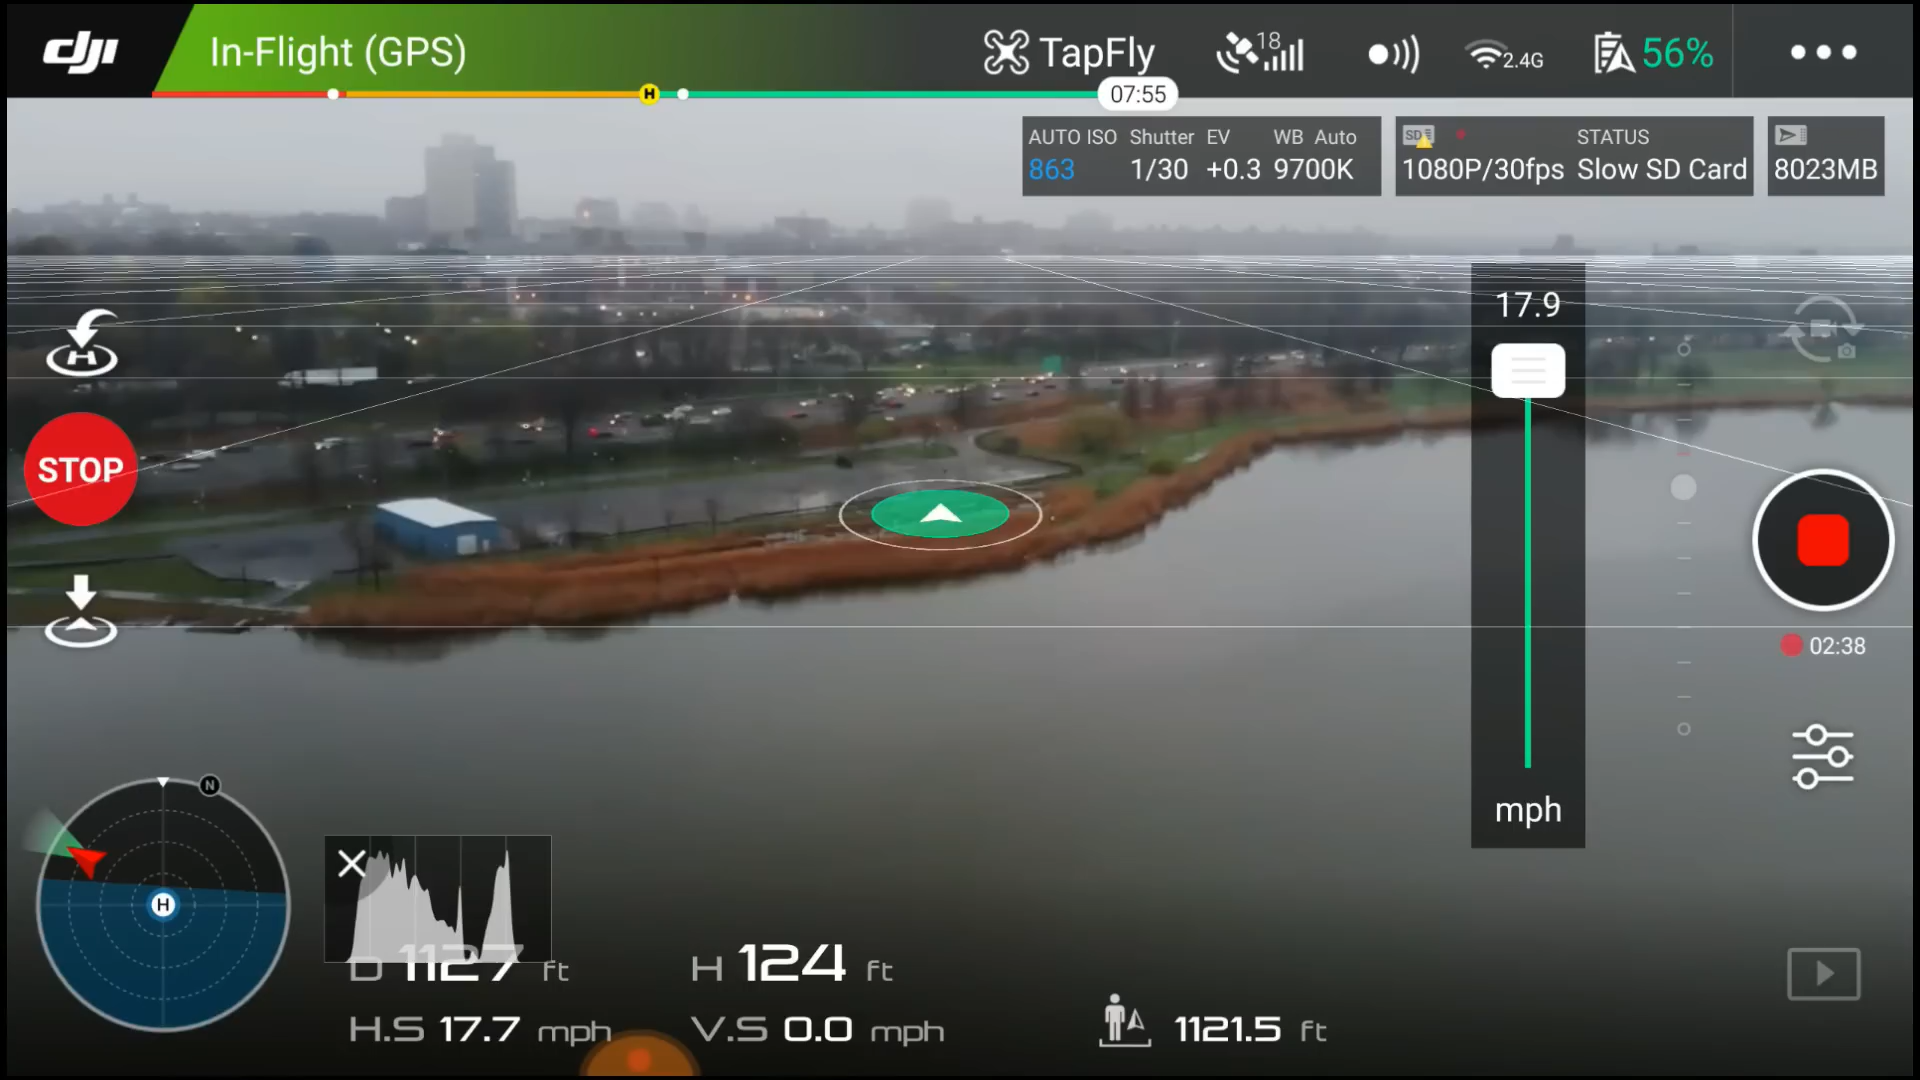 dji In-Flight (GPS) TapFly 18 2.4G 56%
H 07:55
AUTO ISO Shutter EV WB Auto SD STATUS
863 1/30 +0.3 9700K 1080P/30fps Slow SD Card 8023MB
17.9
H
STOP
02:38
mph
N
H
D 1127 ft H 124 ft
H.S 17.7 mph V.S 0.0 mph 1121.5 ft